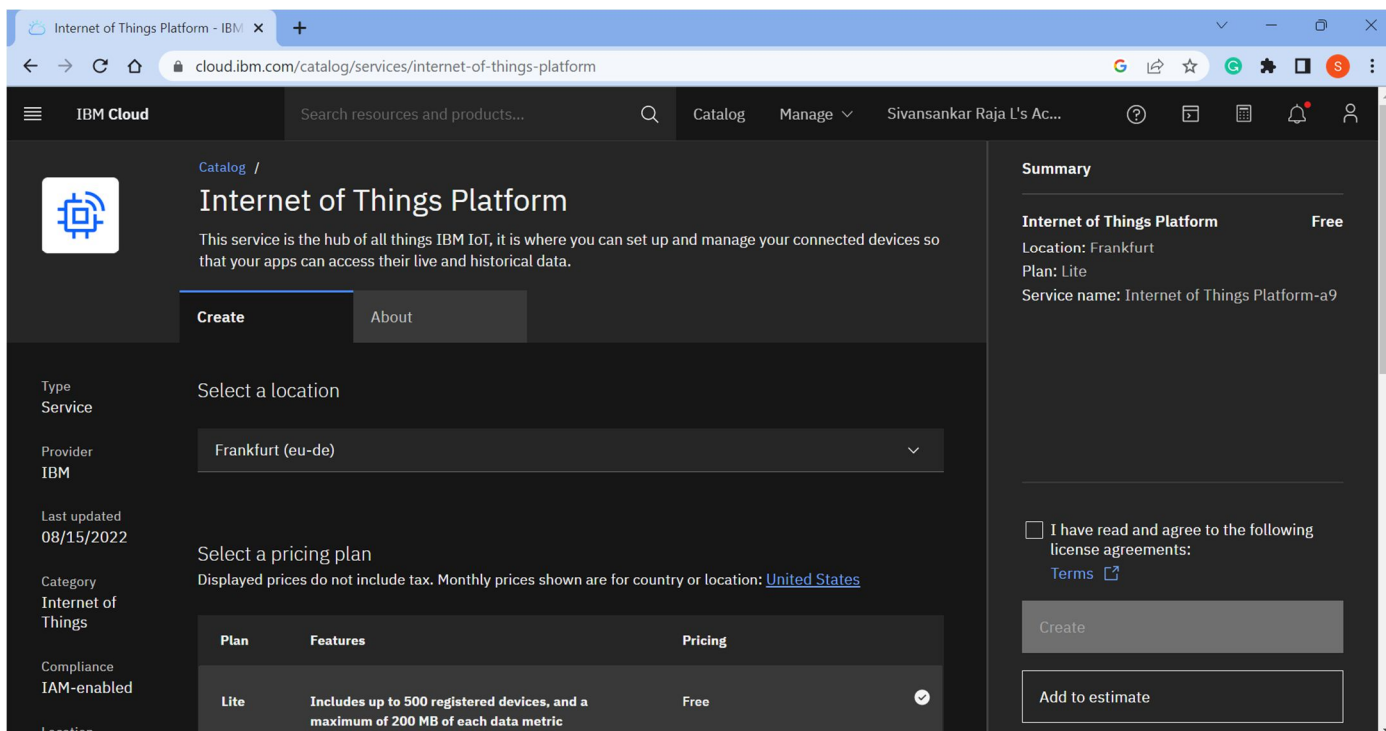 Internet of Things Platform - IBM
cloud.ibm.com/catalog/services/internet-of-things-platform
G
S
IBM Cloud
Search resources and products...
Catalog
Manage
Sivansankar Raja L's Ac...
Catalog /
Internet of Things Platform
This service is the hub of all things IBM IoT, it is where you can set up and manage your connected devices so
that your apps can access their live and historical data.
Create
About
Type
Service
Provider
IBM
Last updated
08/15/2022
Category
Internet of
Things
Compliance
IAM-enabled
Location
Select a location
Frankfurt (eu-de)
Select a pricing plan
Displayed prices do not include tax. Monthly prices shown are for country or location: United States
Plan Features Pricing
Lite Includes up to 500 registered devices, and a Free
maximum of 200 MB of each data metric
Summary
Internet of Things Platform Free
Location: Frankfurt
Plan: Lite
Service name: Internet of Things Platform-a9
I have read and agree to the following
license agreements:
Terms
Create
Add to estimate